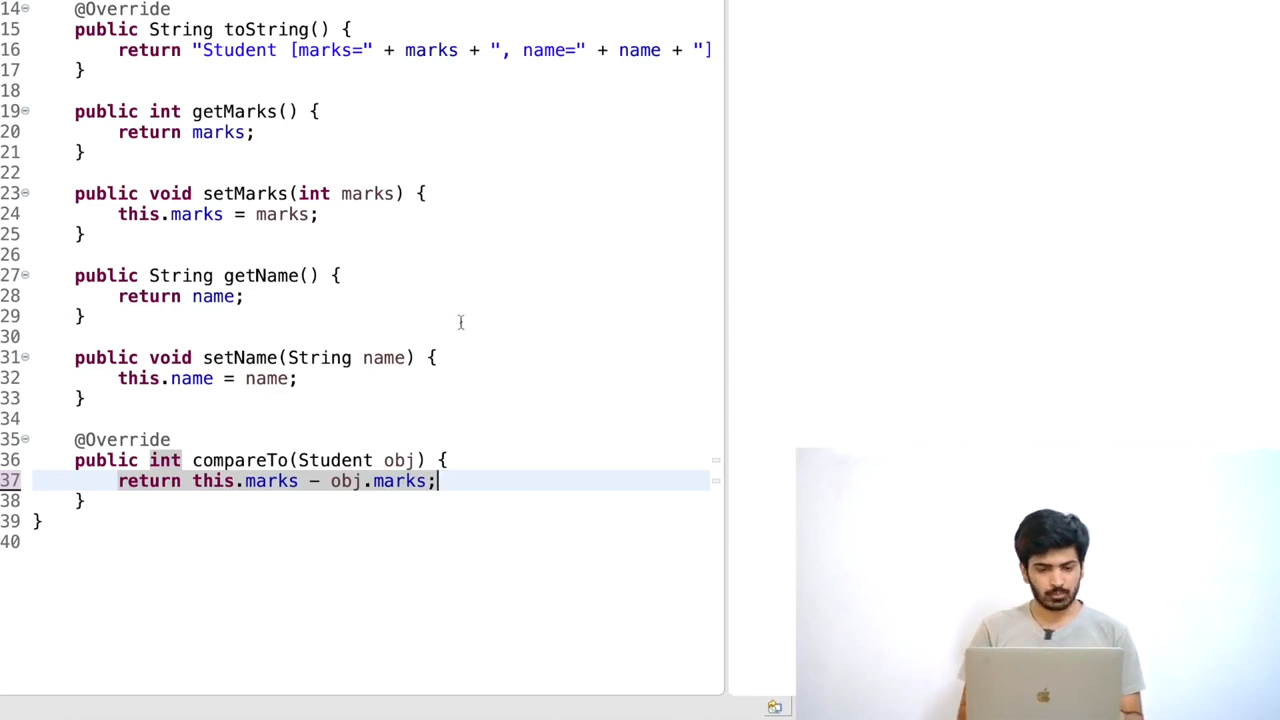 14
@Override
15
public String toString() {
16
return "Student [marks=" + marks + ", name=" + name + "]
17
}
18
19
public int getMarks() {
20
return marks;
21
}
22
23
public void setMarks(int marks) {
24
this.marks = marks;
25
}
26
27
public String getName() {
28
return name;
29
}
30
31
public void setName(String name) {
32
this.name = name;
33
}
34
35
@Override
36
public int compareTo(Student obj) {
37
return this.marks - obj.marks;
38
}
39
}
40